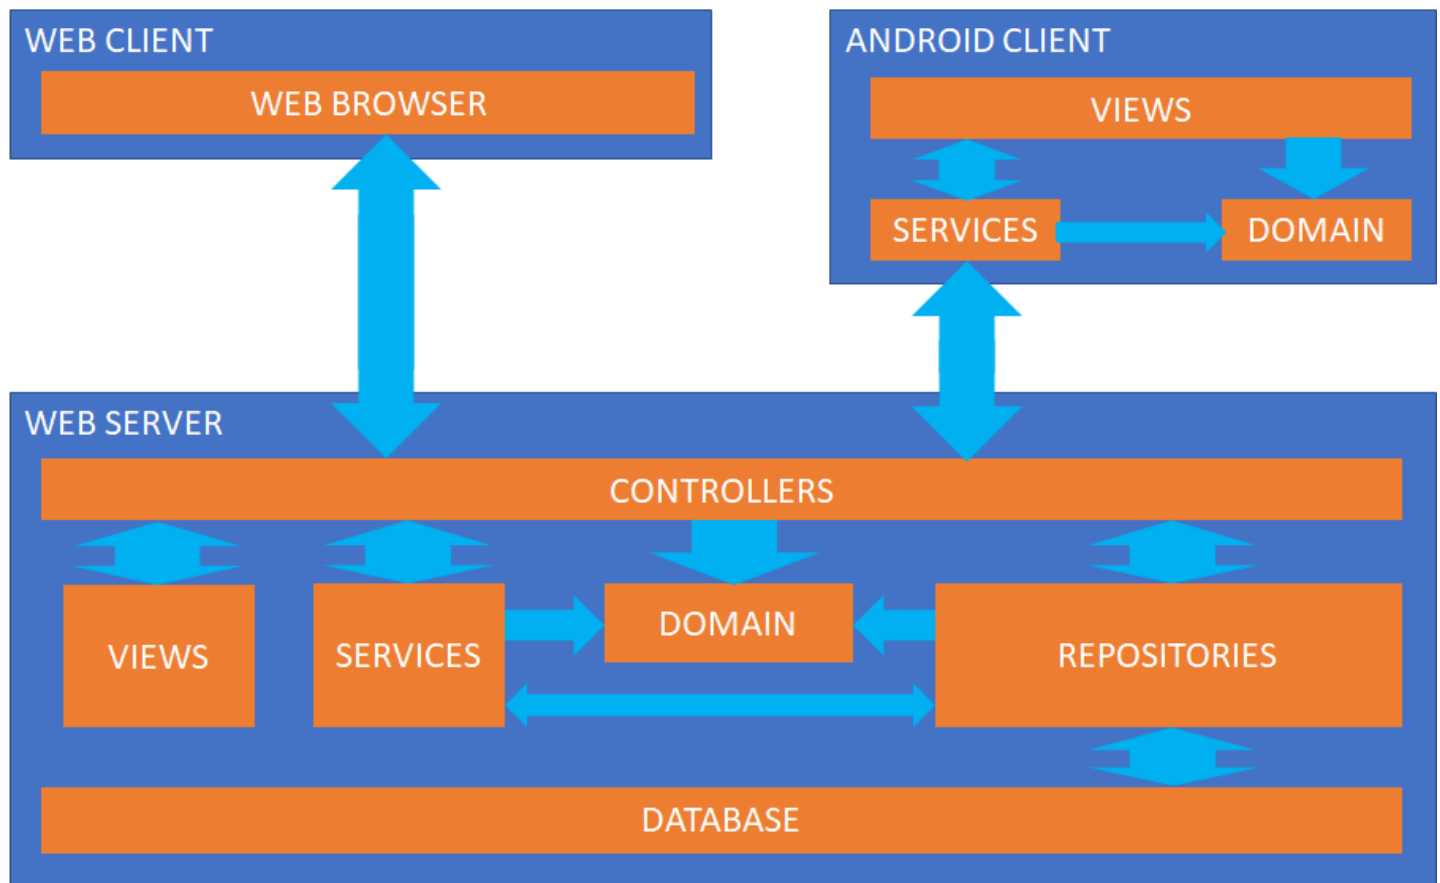 WEB CLIENT
WEB BROWSER
ANDROID CLIENT
VIEWS
SERVICES
DOMAIN
WEB SERVER
CONTROLLERS
VIEWS
SERVICES
DOMAIN
REPOSITORIES
DATABASE